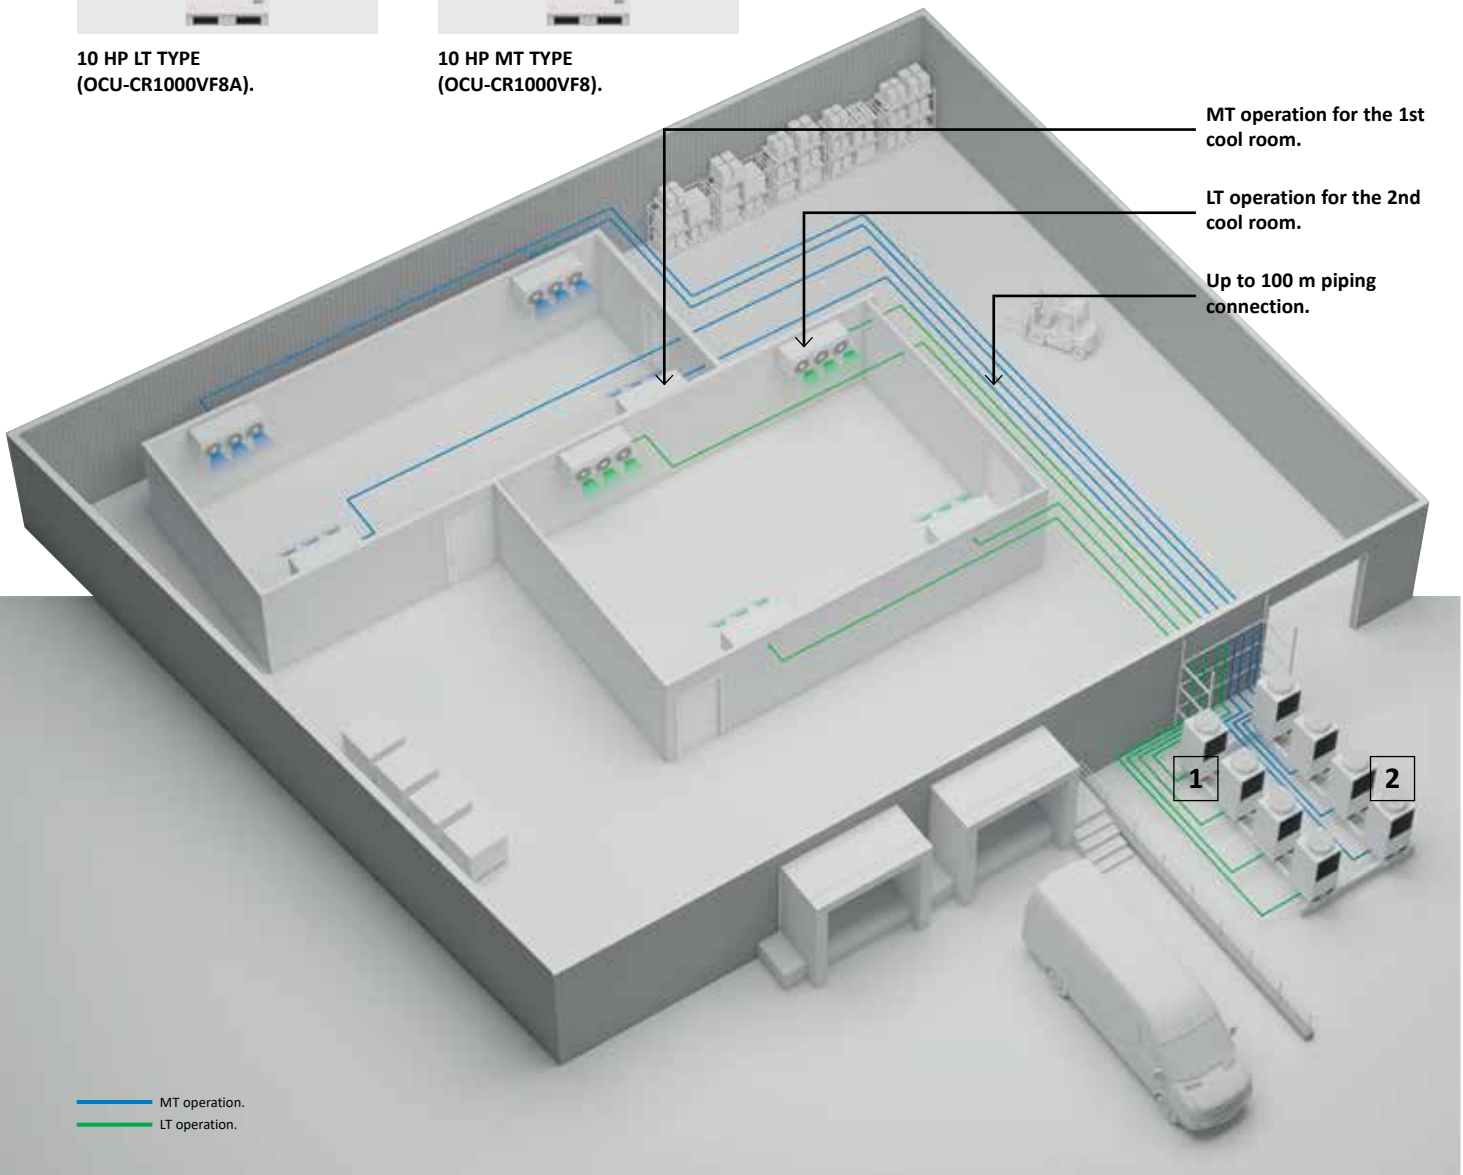 10 HP LT TYPE
(OCU-CR1000VF8A).
10 HP MT TYPE
(OCU-CR1000VF8).
MT operation for the 1st
cool room.
LT operation for the 2nd
cool room.
Up to 100 m piping
connection.
1
2
MT operation.
LT operation.